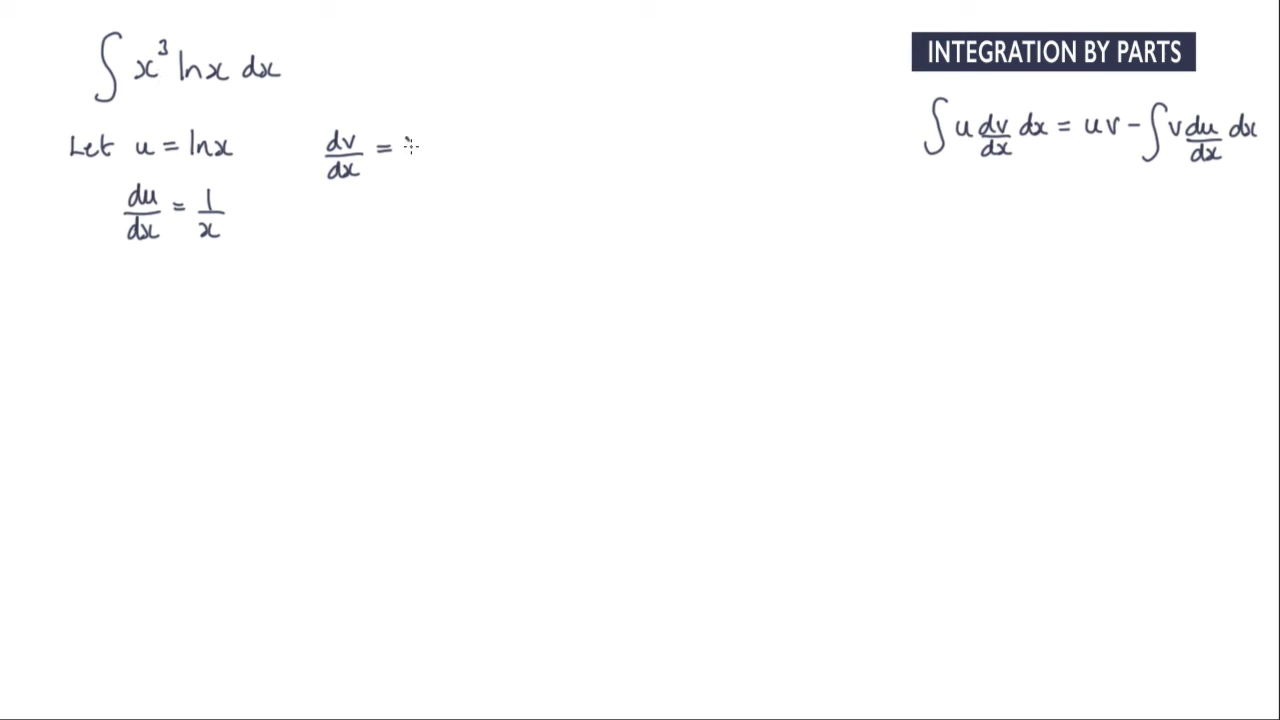 ∫ x³ ln x dx
INTEGRATION BY PARTS
∫ u dv/dx dx = uv − ∫ v du/dx dx
Let u = ln x    dv/dx =
du/dx = 1/x